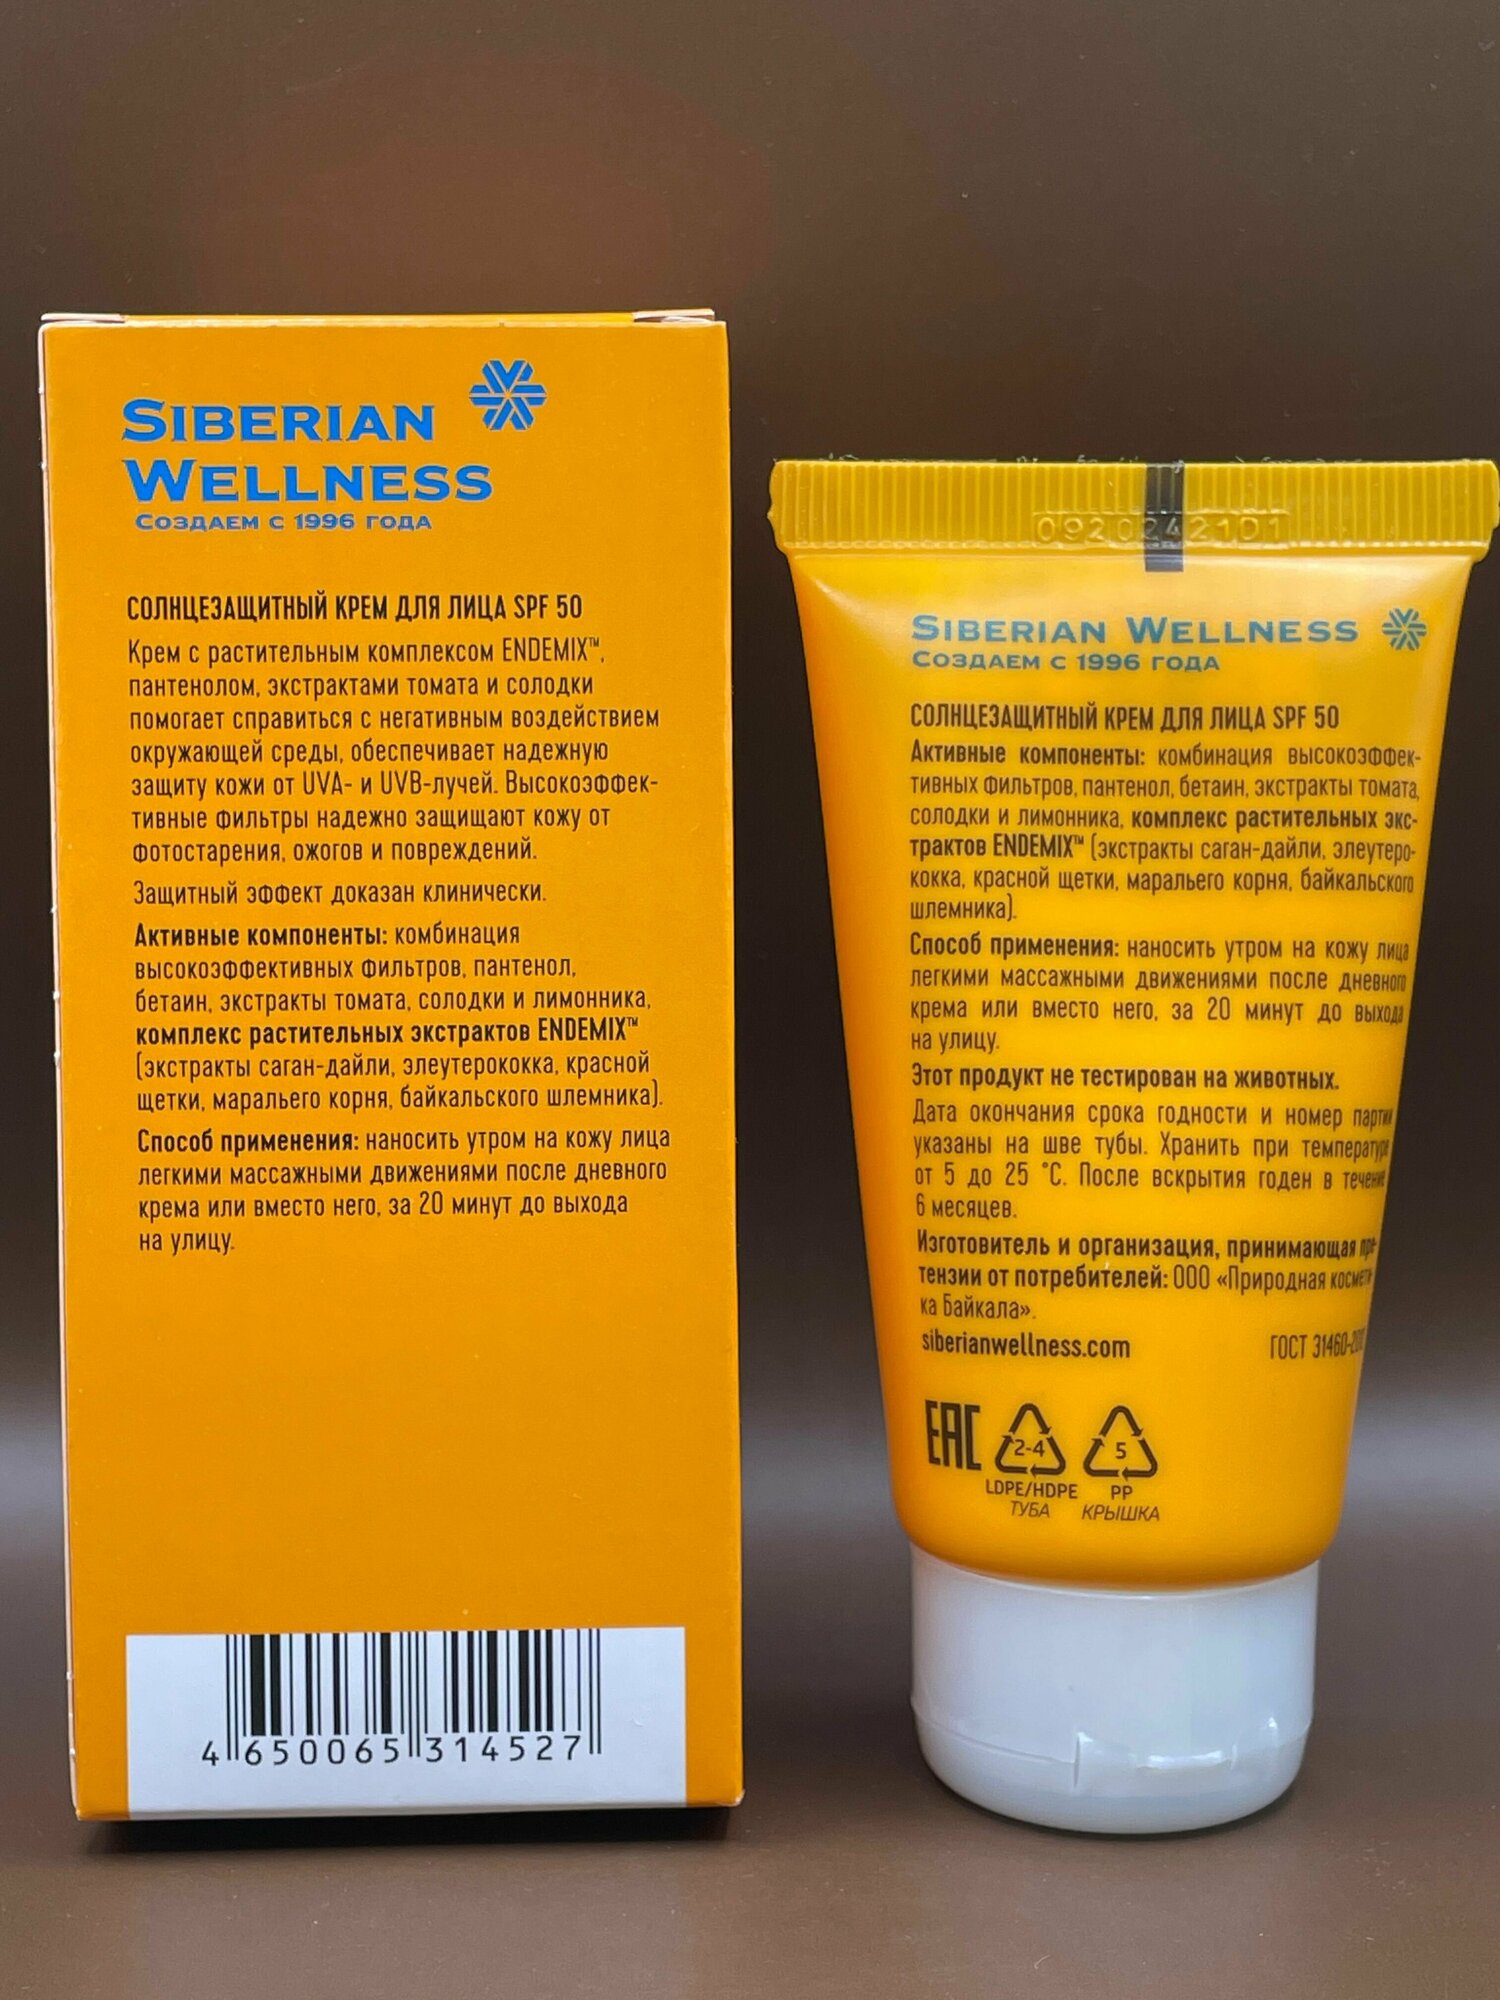 SIBERIAN
WELLNESS
СОЗДАЕМ С 1996 ГОДА
СОЛНЦЕЗАЩИТНЫЙ КРЕМ ДЛЯ ЛИЦА SPF 50
Крем с растительным комплексом ENDEMIX™,
пантенолом, экстрактами томата и солодки
помогает справиться с негативным воздействием
окружающей среды, обеспечивает надежную
защиту кожи от UVA- и UVB-лучей. Высокоэффек-
тивные фильтры надежно защищают кожу от
фотостарения, ожогов и повреждений.
Защитный эффект доказан клинически.
Активные компоненты: комбинация
высокоэффективных фильтров, пантенол,
бетаин, экстракты томата, солодки и лимонника,
комплекс растительных экстрактов ENDEMIX™
(экстракты саган-дайли, элеутерококка, красной
щетки, маральего корня, байкальского шлемника).
Способ применения: наносить утром на кожу лица
легкими массажными движениями после дневного
крема или вместо него, за 20 минут до выхода
на улицу.
4 650065 314527
0920242101
SIBERIAN WELLNESS
СОЗДАЕМ С 1996 ГОДА
СОЛНЦЕЗАЩИТНЫЙ КРЕМ ДЛЯ ЛИЦА SPF 50
Активные компоненты: комбинация высокоэффек-
тивных фильтров, пантенол, бетаин, экстракты томата,
солодки и лимонника, комплекс растительных экс-
трактов ENDEMIX™ (экстракты саган-дайли, элеутеро-
кокка, красной щетки, маральего корня, байкальского
шлемника).
Способ применения: наносить утром на кожу лица
легкими массажными движениями после дневного
крема или вместо него, за 20 минут до выхода
на улицу.
Этот продукт не тестирован на животных.
Дата окончания срока годности и номер партии
указаны на шве тубы. Хранить при температуре
от 5 до 25 °C. После вскрытия годен в течение
6 месяцев.
Изготовитель и организация, принимающая пре-
тензии от потребителей: ООО «Природная космети-
ка Байкала».
siberianwellness.com ГОСТ
EAC 2-4 5
LDPE/HDPE PP
ТУБА КРЫШКА